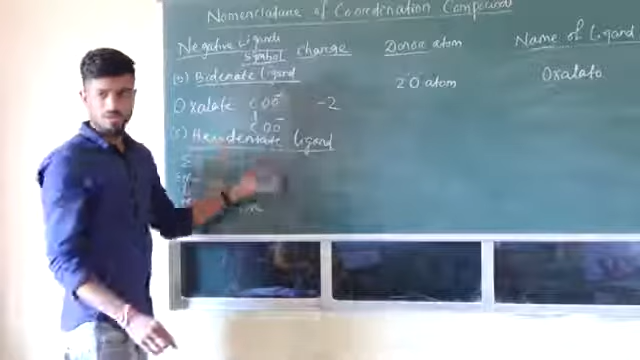 Nomenclature of Coordination Compound
Negative Ligands
Symbol Charge Donor atom Name of Ligand
(b) Bidentate Ligand
Oxalate COO⁻ -2 2 O atom Oxalato
COO⁻
(c) Hexadentate Ligand